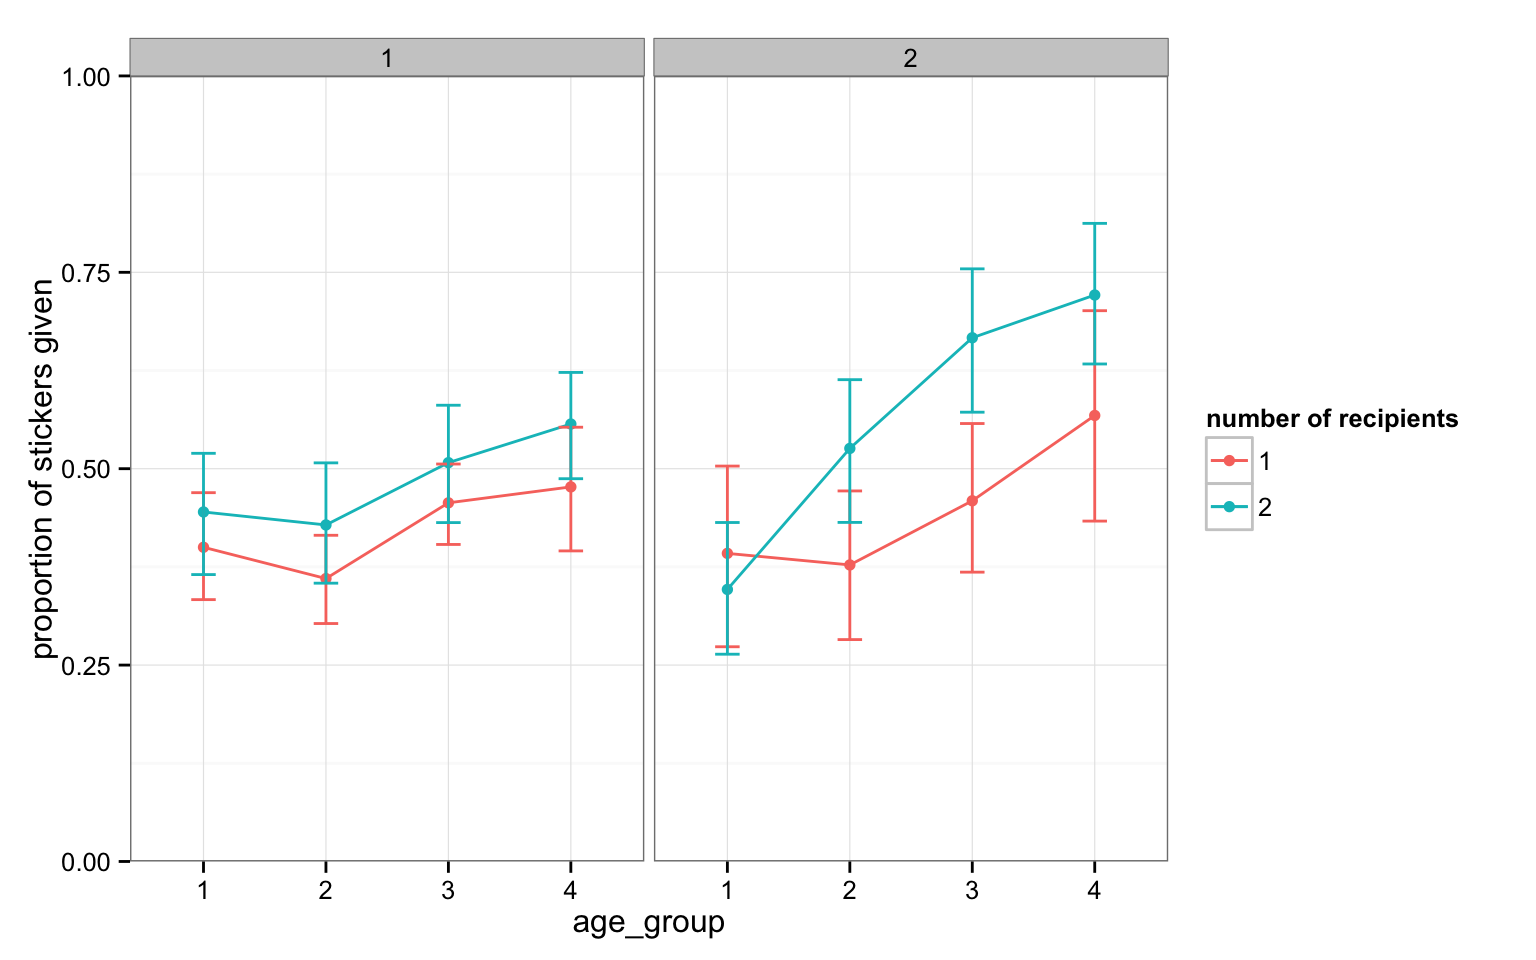 1
2
proportion of stickers given
1.00
0.75
0.50
0.25
0.00
1 2 3 4
1 2 3 4
age_group
number of recipients
1
2